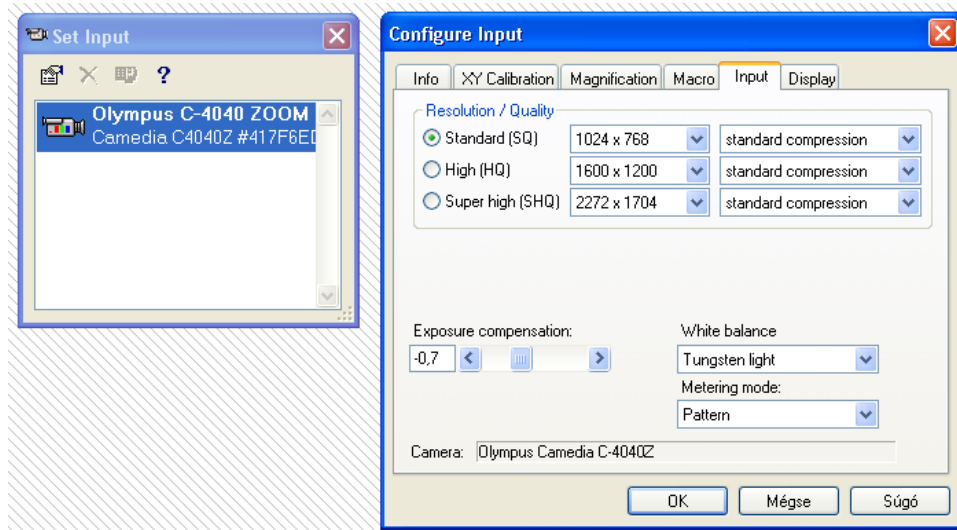 Set Input
?
Olympus C-4040 ZOOM
Camedia C4040Z #417F6E
Configure Input
Info XY Calibration Magnification Macro Input Display
Resolution / Quality
Standard (SQ) 1024 x 768 standard compression
High (HQ) 1600 x 1200 standard compression
Super high (SHQ) 2272 x 1704 standard compression
Exposure compensation: White balance
-0,7 Tungsten light
Metering mode:
Pattern
Camera: Olympus Camedia C-4040Z
OK Mégse Súgó